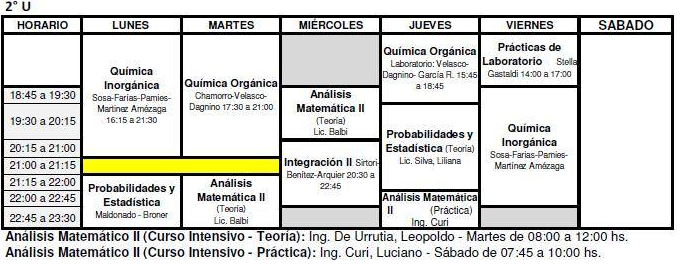 2° U
HORARIO LUNES MARTES MIÉRCOLES JUEVES VIERNES SABADO
Química
Inorgánica
Sosa-Farías-Pamies-
Martinez Amézaga
16:15 a 21:30
Química Orgánica
Chamorro-Velasco-
Dagnino 17:30 a 21:00
Química Orgánica
Laboratorio: Velasco-
Dagnino- García R. 15:45
a 18:45
Prácticas de
Laboratorio Stella
Gastaldi 14:00 a 17:00
18:45 a 19:30
19:30 a 20:15
20:15 a 21:00
21:00 a 21:15
21:15 a 22:00
22:00 a 22:45
22:45 a 23:30
Análisis
Matemática II
(Teoría)
Lic. Balbi
Probabilidades y
Estadística (Teoría)
Lic. Silva, Liliana
Química
Inorgánica
Sosa-Farías-Pamies-
Martínez Amézaga
Integración II Sirtori-
Benítez-Arquier 20:30 a
22:45
Probabilidades y
Estadística
Maldonado - Broner
Análisis
Matemática II
(Teoría)
Lic. Balbi
Análisis Matemática
II (Práctica)
Ing. Curi
Análisis Matemático II (Curso Intensivo - Teoría): Ing. De Urrutia, Leopoldo - Martes de 08:00 a 12:00 hs.
Análisis Matemático II (Curso Intensivo - Práctica): Ing. Curi, Luciano - Sábado de 07:45 a 10:00 hs.